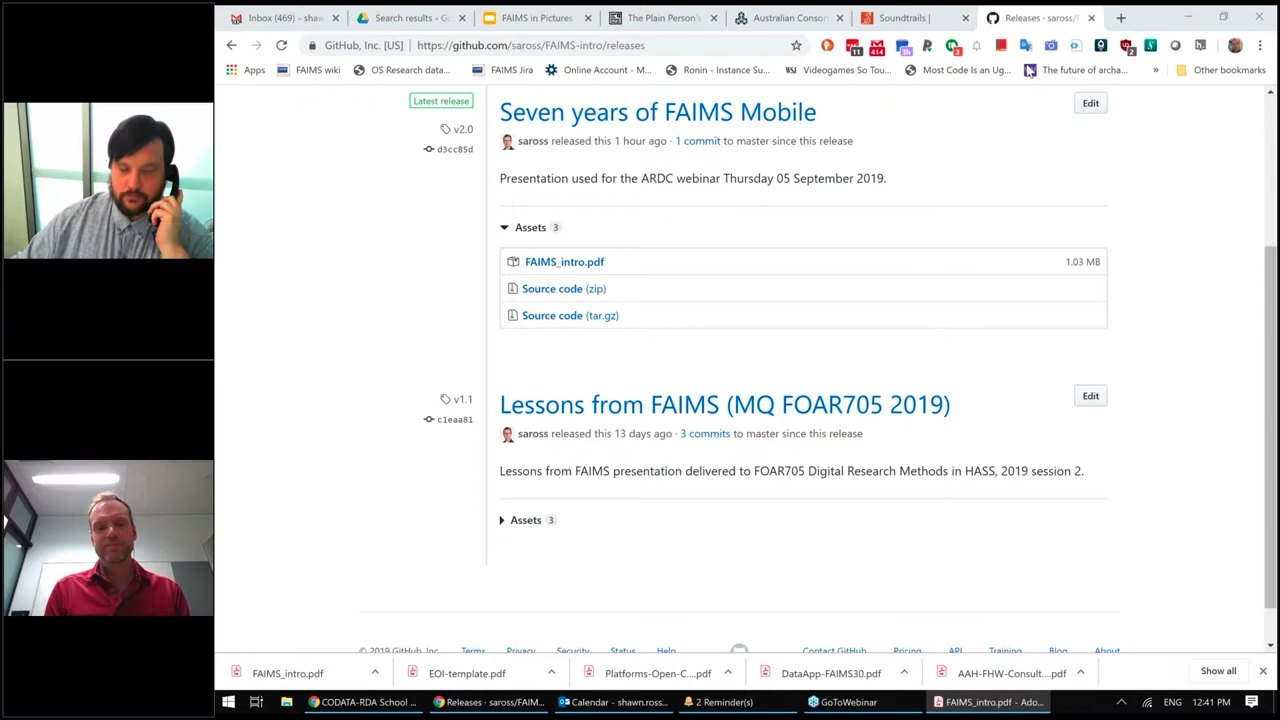 Inbox (469) - shaw
Search results - Go
FAIMS in Pictures
The Plain Person's
Australian Consor
Soundtrails |
Releases · saross/F
GitHub, Inc. [US] | https://github.com/saross/FAIMS-intro/releases
Apps
FAIMS wiki
OS Research data...
FAIMS Jira
Online Account - M...
Ronin - Instance Su...
WSJ
Videogames So Tou...
Most Code Is an Ug...
The future of archa...
»
Other bookmarks
Latest release
Seven years of FAIMS Mobile
Edit
v2.0
saross released this 1 hour ago · 1 commit to master since this release
d3cc85d
Presentation used for the ARDC webinar Thursday 05 September 2019.
Assets 3
FAIMS_intro.pdf
1.03 MB
Source code (zip)
Source code (tar.gz)
v1.1
Lessons from FAIMS (MQ FOAR705 2019)
Edit
c1eaa81
saross released this 13 days ago · 3 commits to master since this release
Lessons from FAIMS presentation delivered to FOAR705 Digital Research Methods in HASS, 2019 session 2.
Assets 3
© 2019 GitHub, Inc.
Terms
Privacy
Security
Status
Help
Contact GitHub
Pricing
API
Training
Blog
About
FAIMS_intro.pdf
EOI-template.pdf
Platforms-Open-C....pdf
DataApp-FAIMS30.pdf
AAH-FHW-Consult....pdf
Show all
CODATA-RDA School ...
Releases · saross/FAIM...
Calendar - shawn.ross...
2 Reminder(s)
GoToWebinar
FAIMS_intro.pdf - Ado...
ENG
12:41 PM